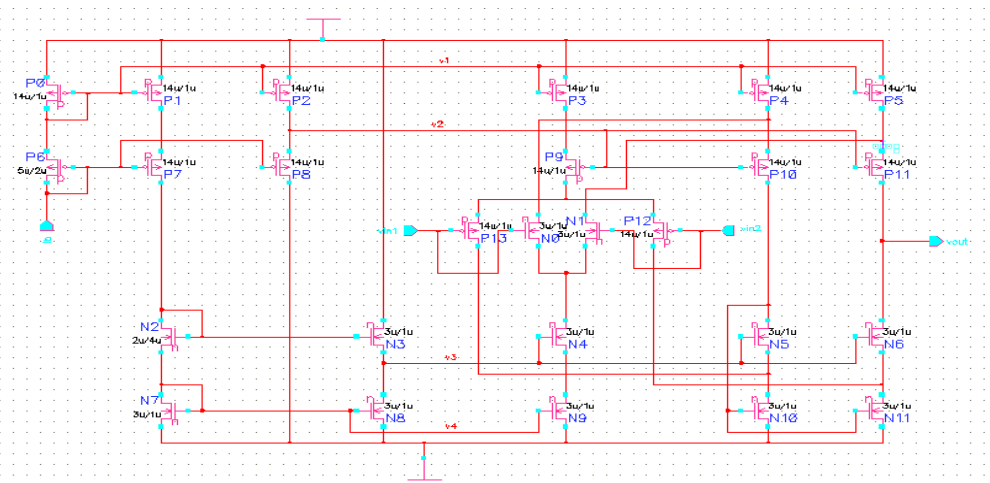 v1
P0 14u/1u P1 14u/1u P2 14u/1u P3 14u/1u P4 14u/1u P5 14u/1u
v2
P6 5u/2u P7 14u/1u P8 14u/1u P9 14u/1u P10 14u/1u P11 14u/1u
vin1 P13 14u/1u N0 3u/1u N1 3u/1u P12 14u/1u vin2
vout
N2 2u/4u N3 3u/1u N4 3u/1u N5 3u/1u N6 3u/1u
v3
N7 3u/1u N8 3u/1u N9 3u/1u N10 3u/1u N11 3u/1u
v4